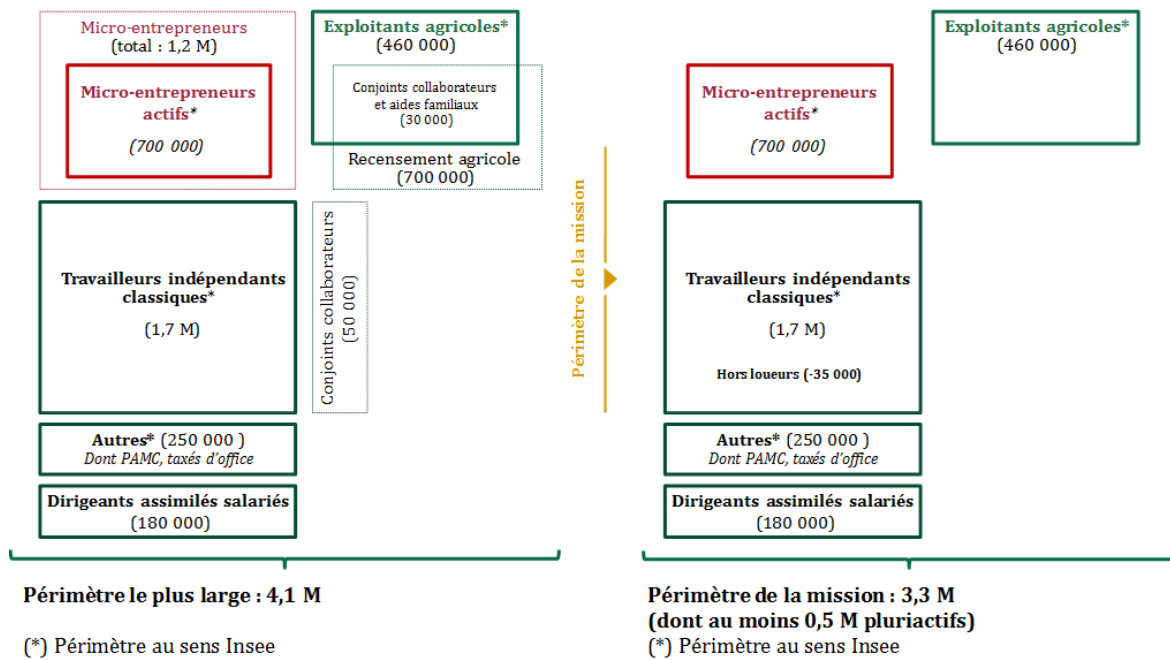 Micro-entrepreneurs
(total : 1,2 M)
Micro-entrepreneurs
actifs*
(700 000)
Exploitants agricoles*
(460 000)
Conjoints collaborateurs
et aides familiaux
(30 000)
Recensement agricole
(700 000)
Travailleurs indépendants
classiques*
(1,7 M)
Conjoints collaborateurs
(50 000)
Autres* (250 000 )
Dont PAMC, taxés d'office
Dirigeants assimilés salariés
(180 000)
Périmètre le plus large : 4,1 M
(*) Périmètre au sens Insee
Périmètre de la mission
Micro-entrepreneurs
actifs*
(700 000)
Exploitants agricoles*
(460 000)
Travailleurs indépendants
classiques*
(1,7 M)
Hors loueurs (-35 000)
Autres* (250 000 )
Dont PAMC, taxés d'office
Dirigeants assimilés salariés
(180 000)
Périmètre de la mission : 3,3 M
(dont au moins 0,5 M pluriactifs)
(*) Périmètre au sens Insee